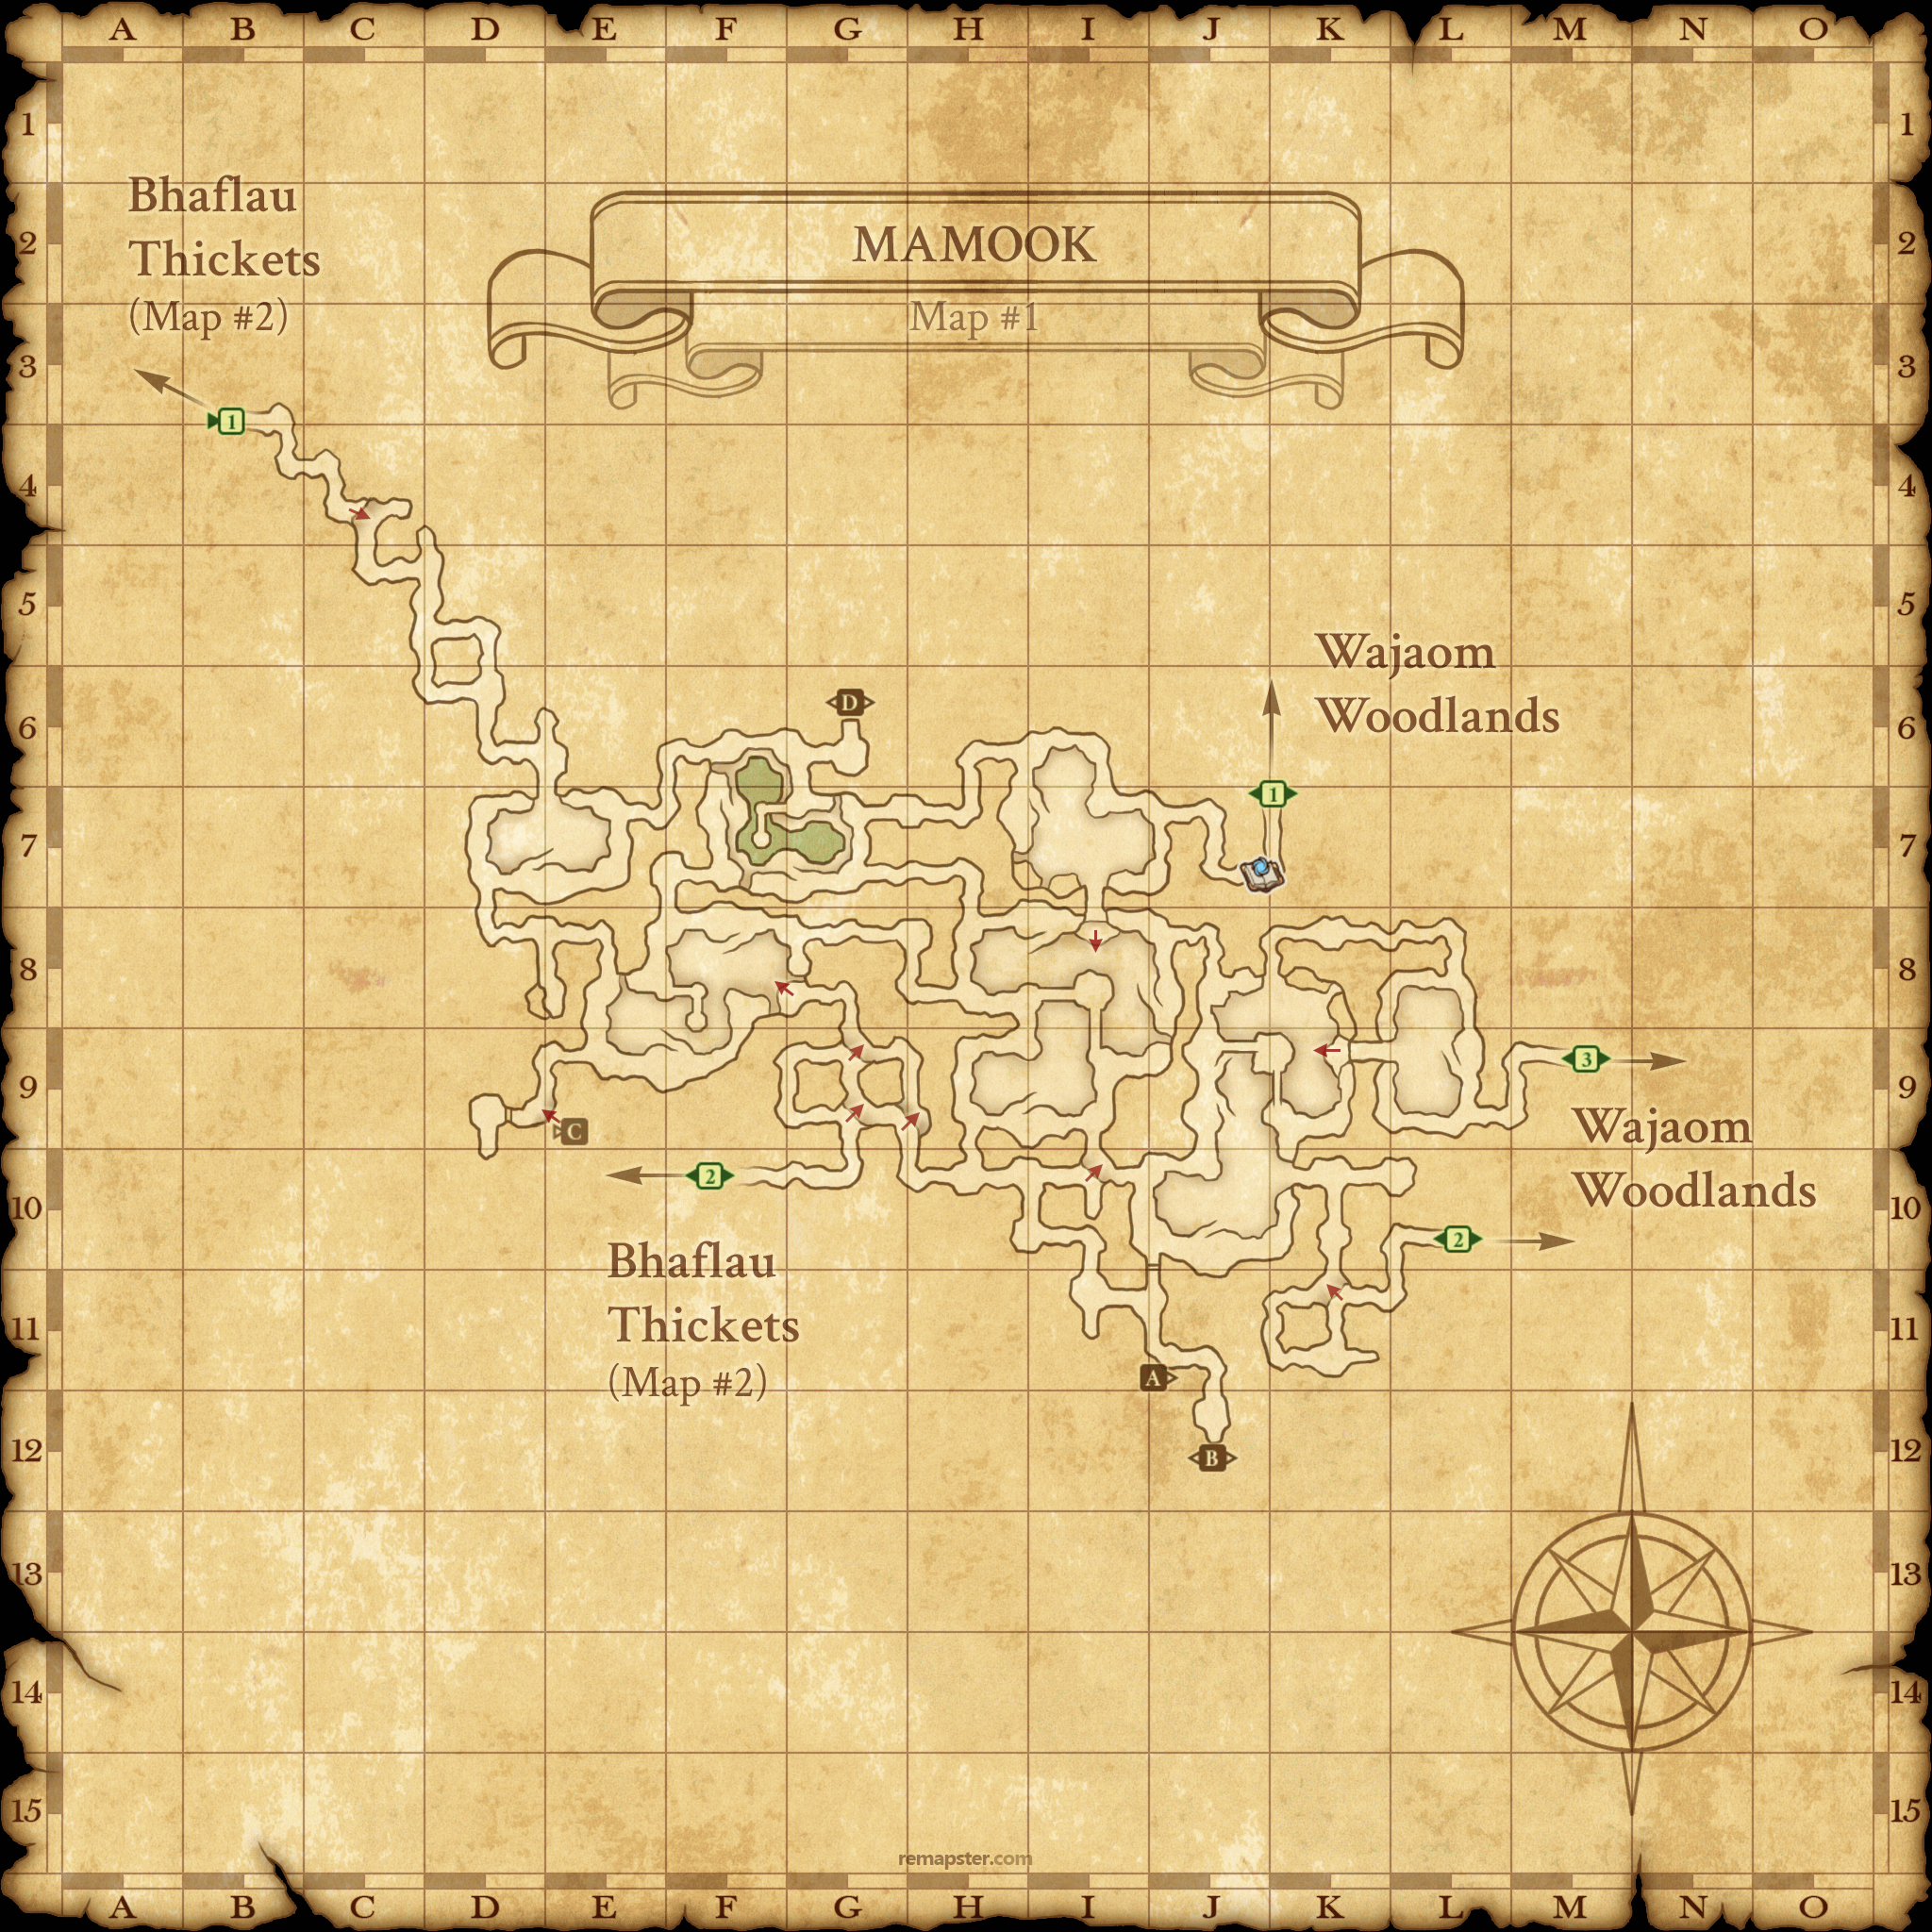 A B C D E F G H I J K L M N O
1 1
Bhaflau
Thickets
(Map #2)
2 2
MAMOOK
Map #1
3 3
1
4 4
5 5
Wajaom
Woodlands
6 6
D
1
7 7
8 8
9 9
3
C
Wajaom
Woodlands
2
10 10
2
Bhaflau
Thickets
(Map #2)
11 11
A
12 12
B
13 13
14 14
15 15
remapster.com
A B C D E F G H I J K L M N O